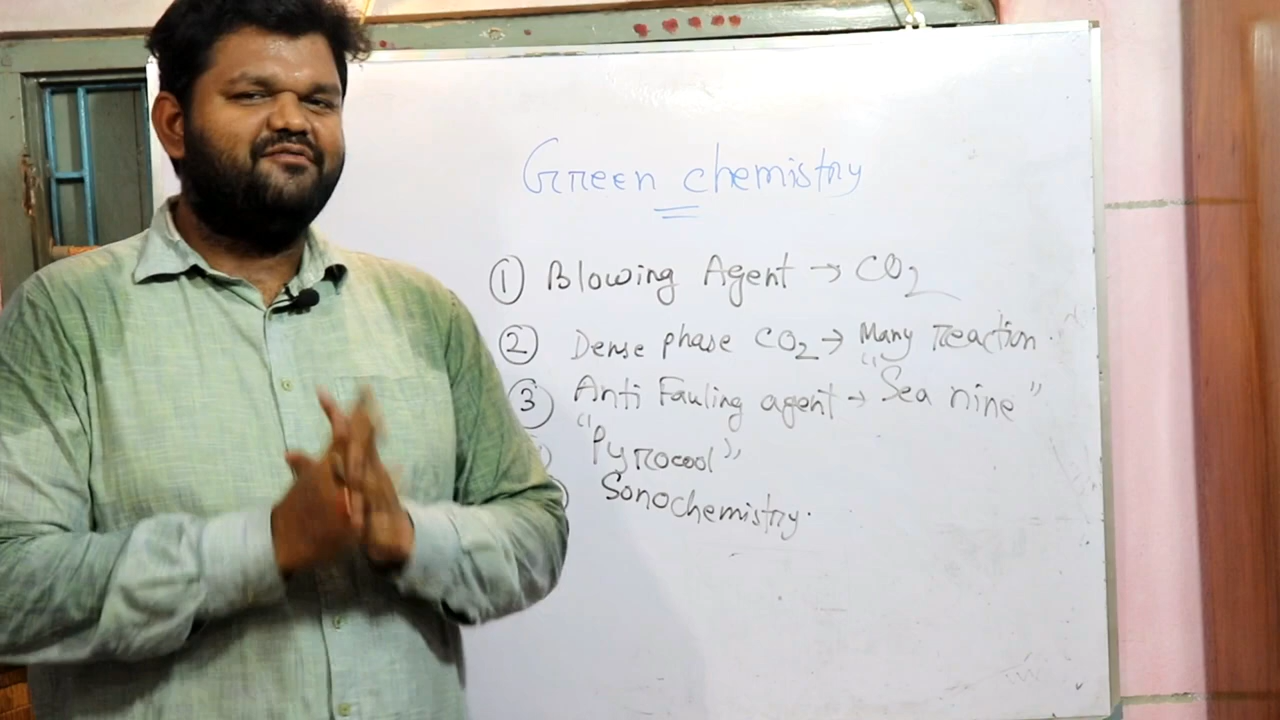 Green chemistry
① Blowing Agent → CO₂
② Dense phase CO₂ → Many reaction.
③ Anti Fauling agent → "Sea nine"
"Pyrocool"
Sonochemistry.